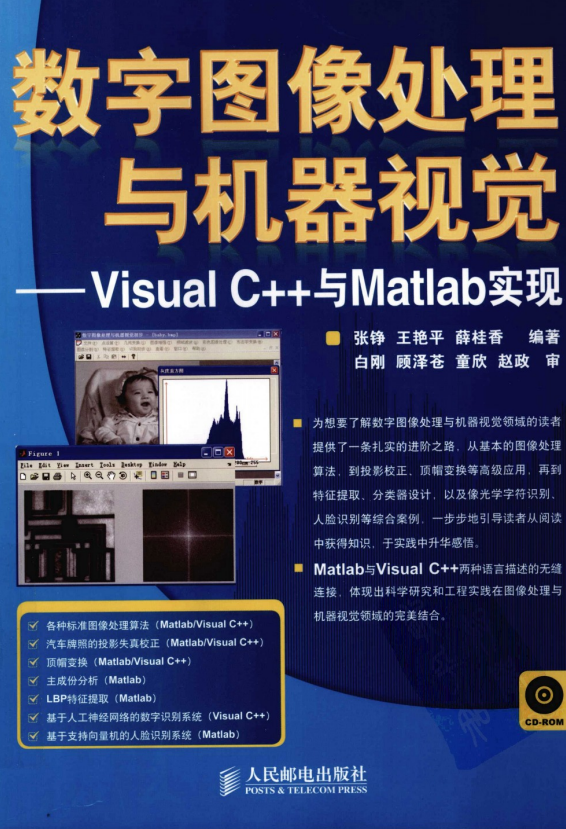 数字图像处理
与机器视觉
——Visual C++与Matlab实现
张铮 王艳平 薛桂香 编著
白刚 顾泽苍 童欣 赵政 审
灰度直方图
Figure 1
File Edit View Insert Tools Desktop Window Help
为想要了解数字图像处理与机器视觉领域的读者
提供了一条扎实的进阶之路，从基本的图像处理
算法，到投影校正、顶帽变换等高级应用，再到
特征提取、分类器设计，以及像光学字符识别、
人脸识别等综合案例，一步步地引导读者从阅读
中获得知识，于实践中升华感悟。
Matlab与Visual C++两种语言描述的无缝
连接，体现出科学研究和工程实践在图像处理与
机器视觉领域的完美结合。
各种标准图像处理算法（Matlab/Visual C++）
汽车牌照的投影失真校正（Matlab/Visual C++）
顶帽变换（Matlab/Visual C++）
主成份分析（Matlab）
LBP特征提取（Matlab）
基于人工神经网络的数字识别系统（Visual C++）
基于支持向量机的人脸识别系统（Matlab）
CD-ROM
人民邮电出版社
POSTS & TELECOM PRESS